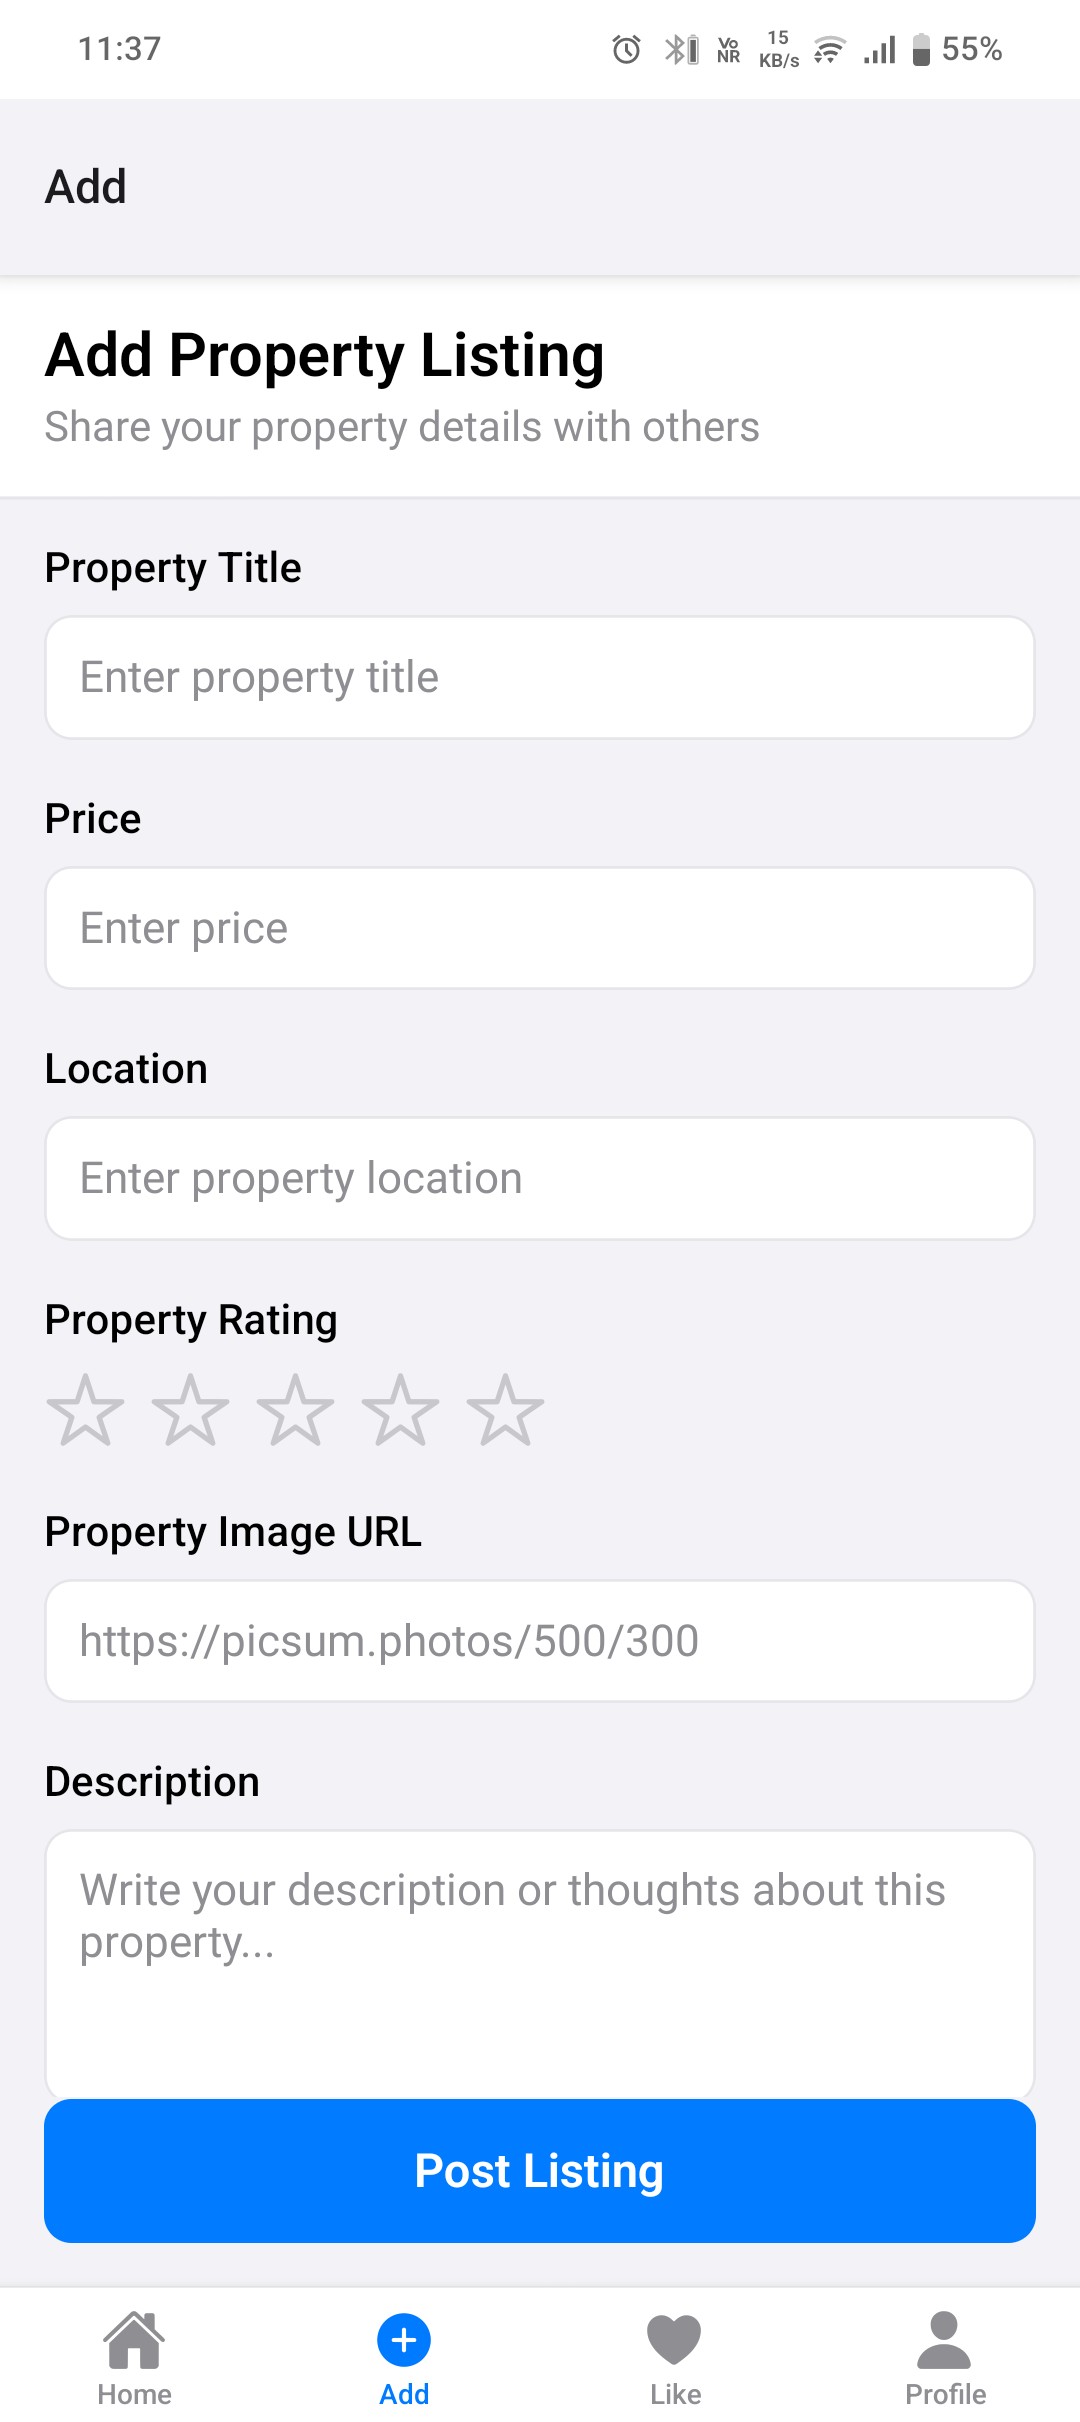 11:37
Vo
NR
15
KB/s
55%
Add
Add Property Listing
Share your property details with others
Property Title
Enter property title
Price
Enter price
Location
Enter property location
Property Rating
Property Image URL
https://picsum.photos/500/300
Description
Write your description or thoughts about this
property...
Post Listing
Home
Add
Like
Profile